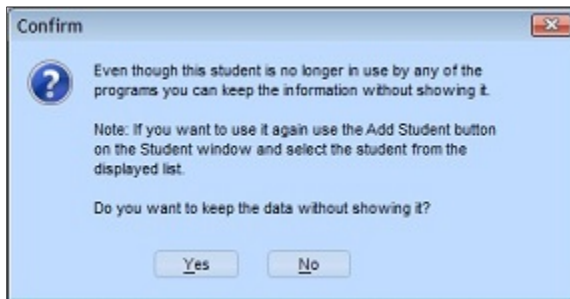 Confirm
Even though this student is no longer in use by any of the
programs you can keep the information without showing it.
Note: If you want to use it again use the Add Student button
on the Student window and select the student from the
displayed list.
Do you want to keep the data without showing it?
Yes No